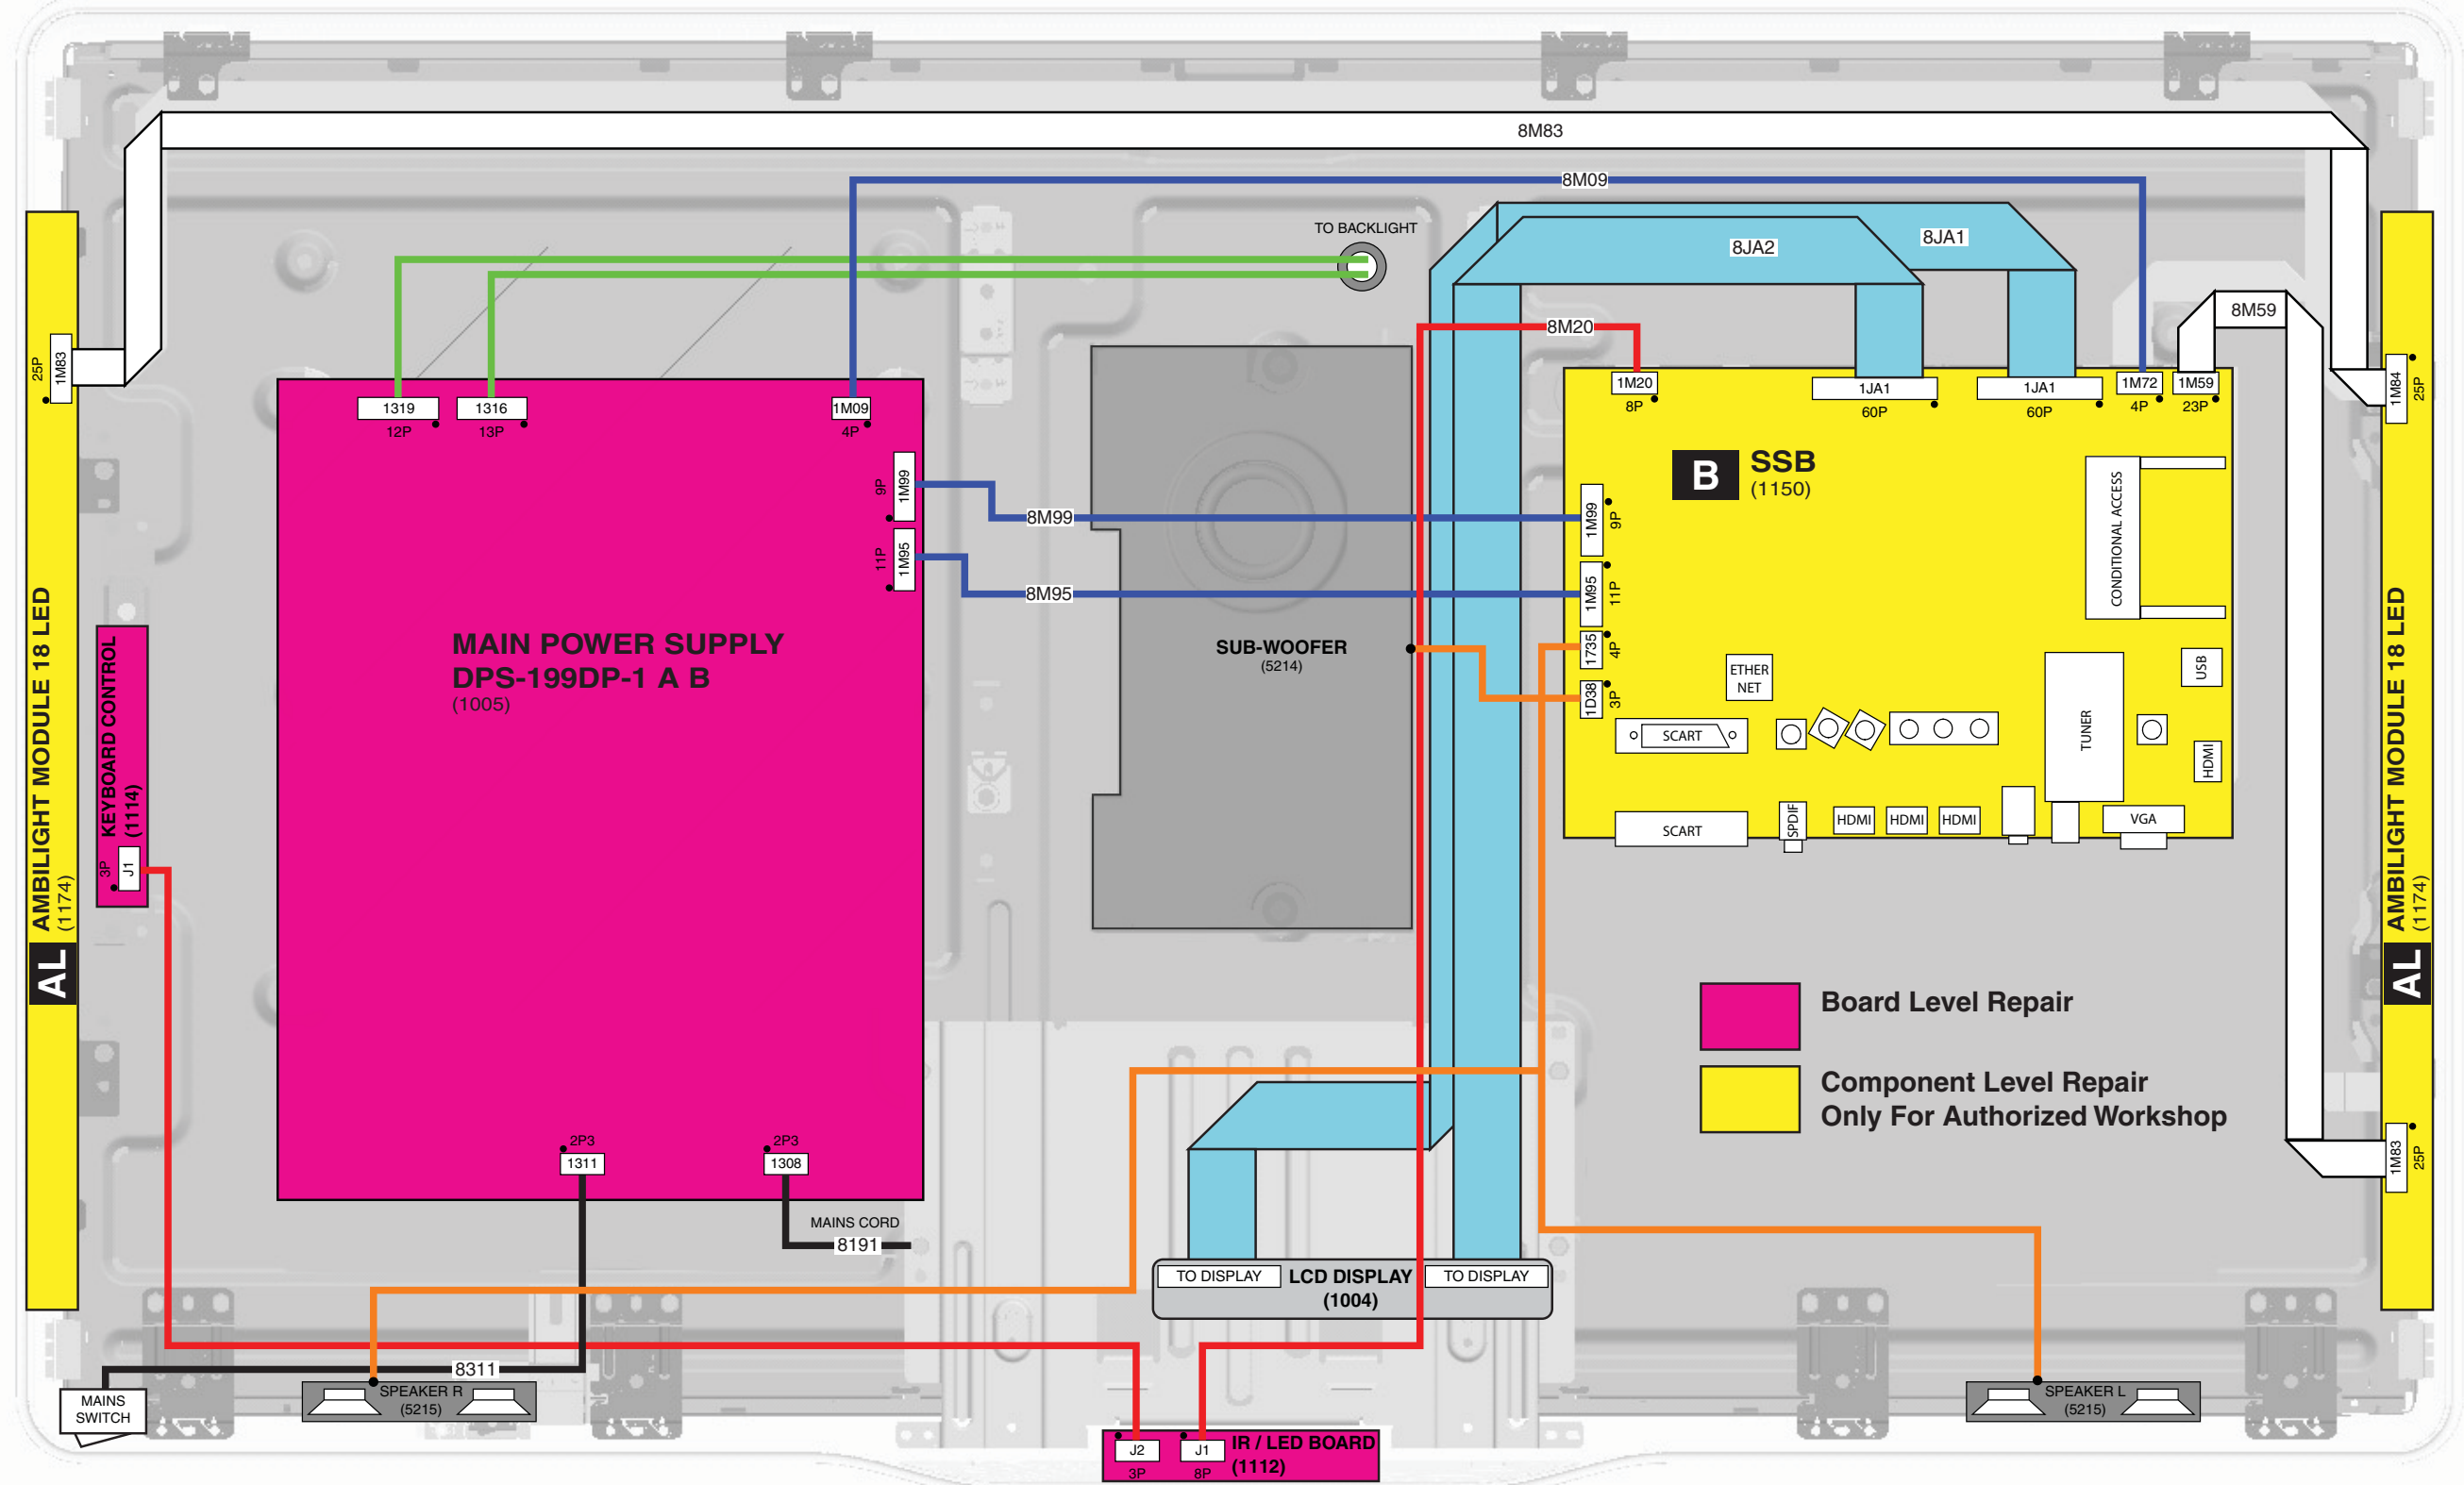 8M83
8M09
TO BACKLIGHT
8JA2
8JA1
8M59
8M20
25P
1M83
1319
12P
1316
13P
1M09
4P
9P
1M99
11P
1M95
8M99
8M95
1M20
8P
1JA1
60P
1JA1
60P
1M72
4P
1M59
23P
1M84
25P
B
SSB
(1150)
1M99
9P
1M95
11P
1735
4P
1D38
3P
CONDITIONAL ACCESS
ETHER
NET
USB
TUNER
HDMI
SCART
SCART
SPDIF
HDMI
HDMI
HDMI
VGA
MAIN POWER SUPPLY
DPS-199DP-1 A B
(1005)
SUB-WOOFER
(5214)
AMBILIGHT MODULE 18 LED
(1174)
AL
KEYBOARD CONTROL
(1114)
3P
J1
AMBILIGHT MODULE 18 LED
(1174)
AL
Board Level Repair
Component Level Repair
Only For Authorized Workshop
1M83
25P
2P3
1311
2P3
1308
MAINS CORD
8191
TO DISPLAY
LCD DISPLAY
(1004)
TO DISPLAY
8311
MAINS
SWITCH
SPEAKER R
(5215)
SPEAKER L
(5215)
J2
3P
J1
8P
IR / LED BOARD
(1112)